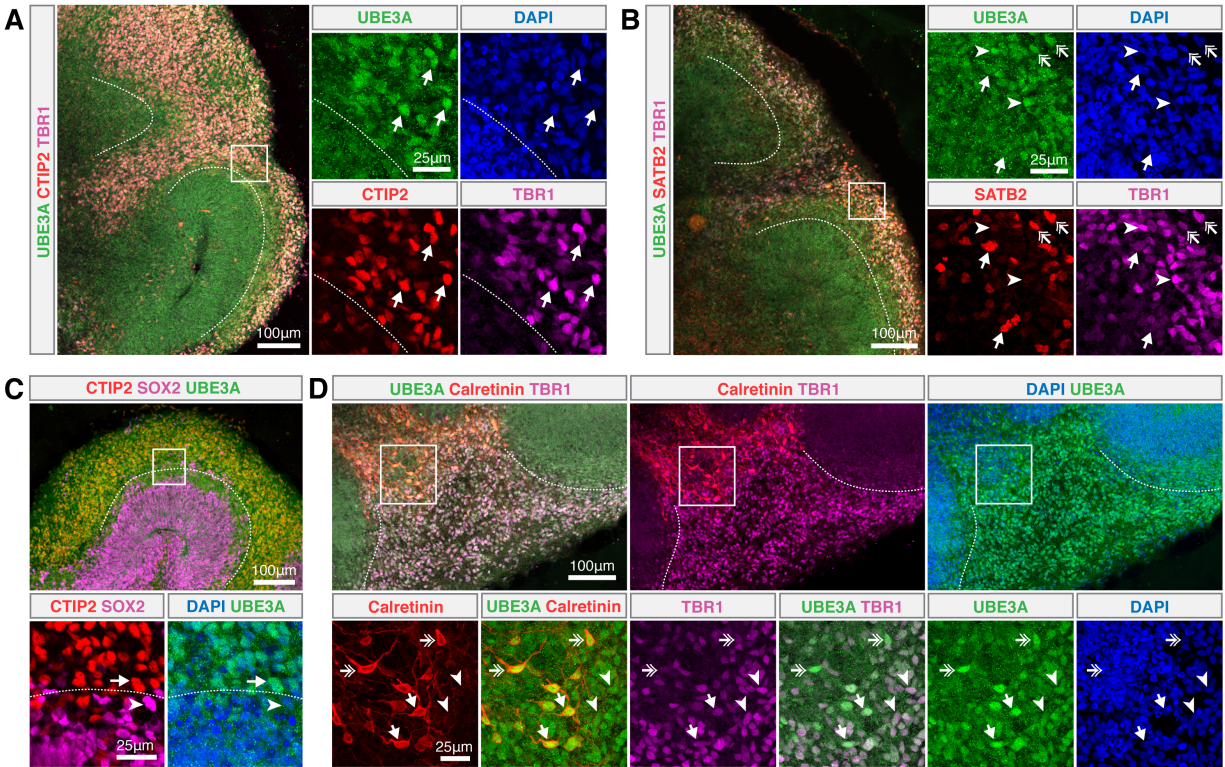 A
UBE3A CTIP2 TBR1
100µm
UBE3A
DAPI
25µm
CTIP2
TBR1
B
UBE3A SATB2 TBR1
100µm
UBE3A
DAPI
25µm
SATB2
TBR1
C
CTIP2 SOX2 UBE3A
100µm
CTIP2 SOX2
DAPI UBE3A
25µm
D
UBE3A Calretinin TBR1
Calretinin TBR1
DAPI UBE3A
100µm
Calretinin
UBE3A Calretinin
TBR1
UBE3A TBR1
UBE3A
DAPI
25µm